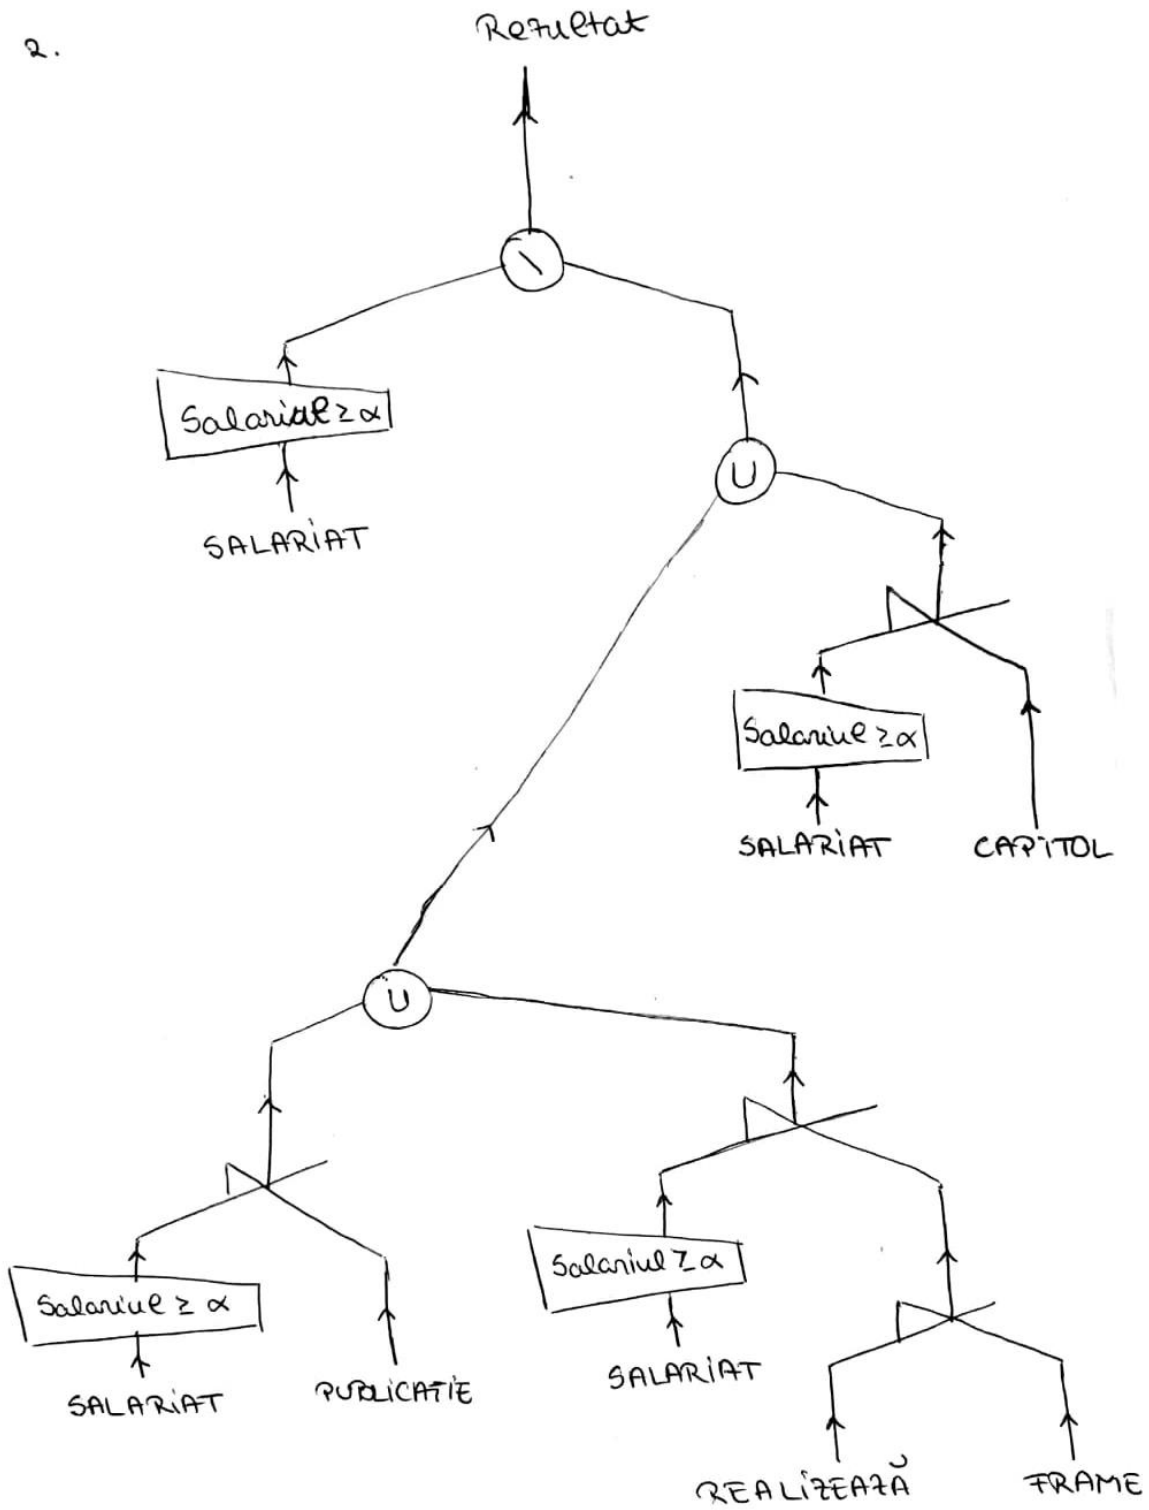 Rezultat
2.
\
Salariul ≥ α
SALARIAT
U
Salariul ≥ α
SALARIAT
CAPITOL
U
Salariul ≥ α
SALARIAT
PUBLICATIE
Salariul ≥ α
SALARIAT
REALIZEAZĂ
FRAME